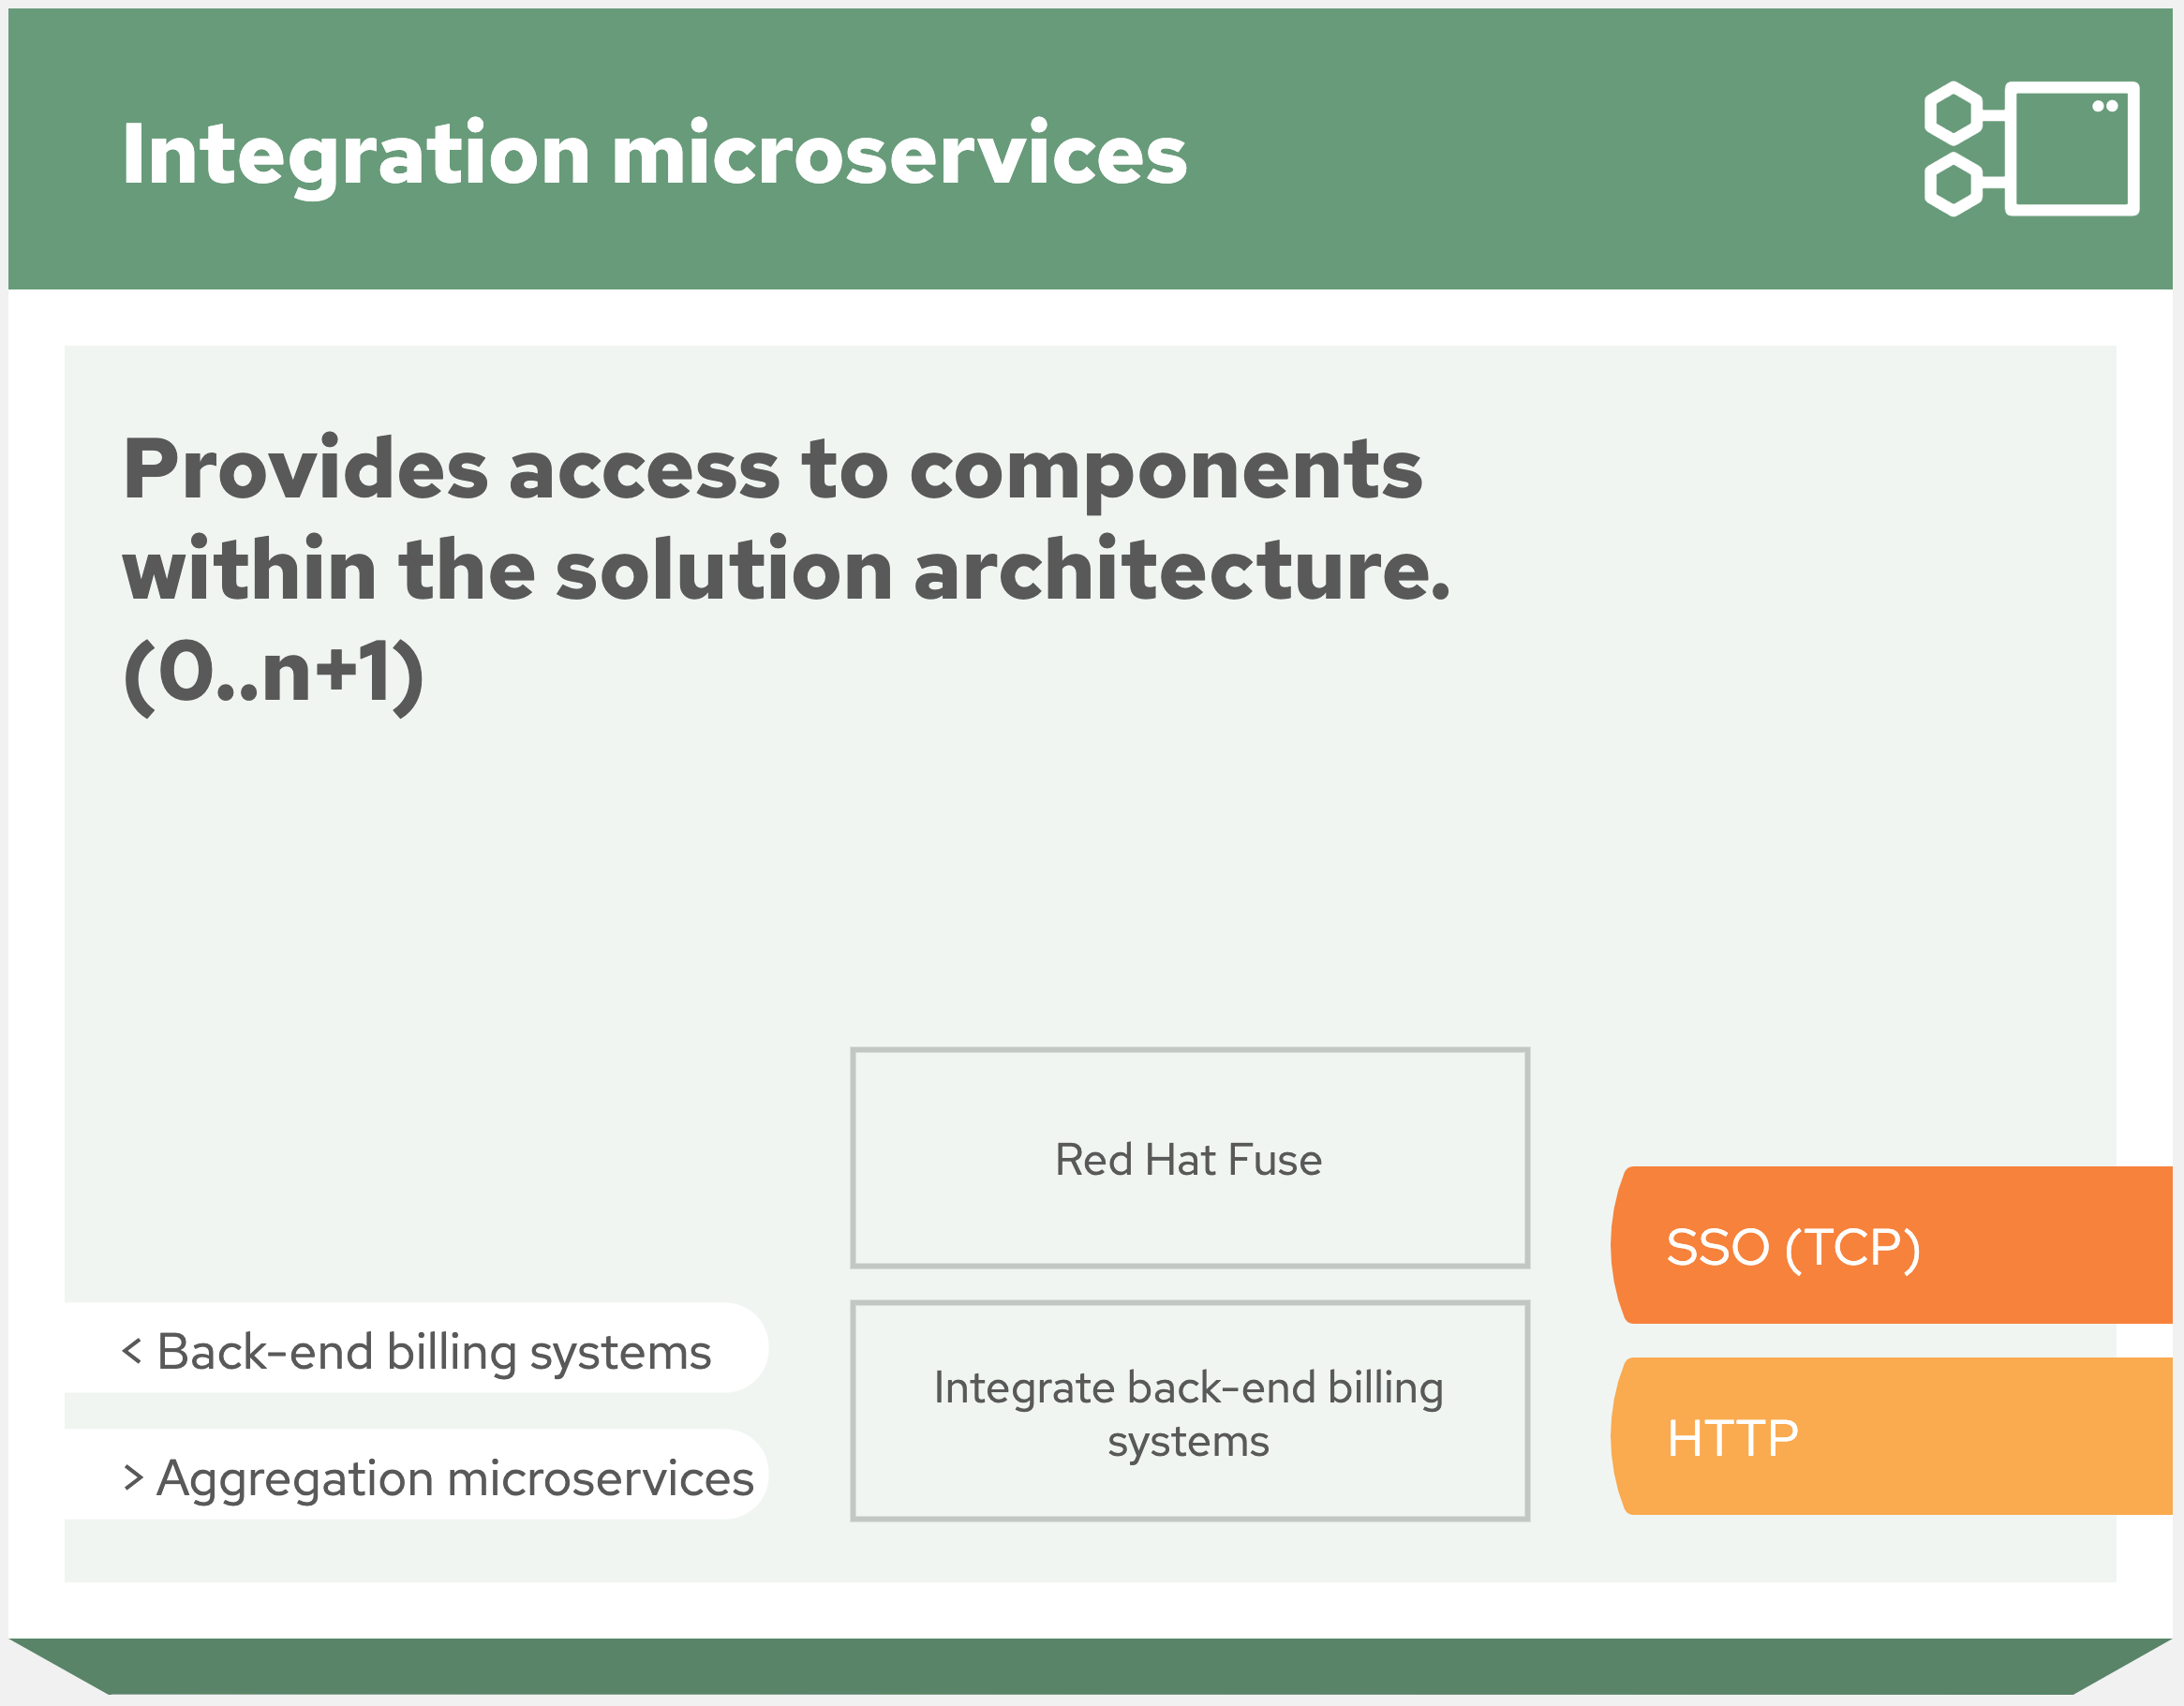 Integration microservices
Provides access to components
within the solution architecture.
(0..n+1)
Red Hat Fuse
SSO (TCP)
< Back-end billing systems
Integrate back-end billing
systems
HTTP
> Aggregation microservices